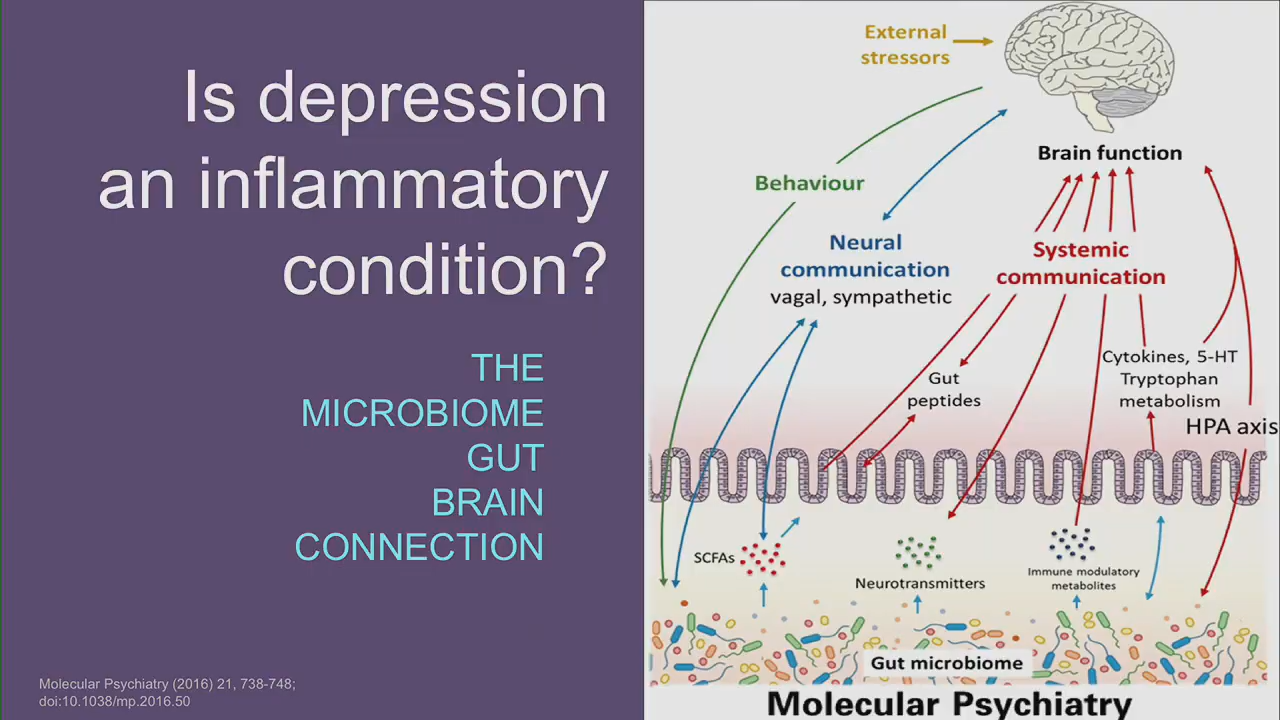 Is depression
an inflammatory
condition?
THE
MICROBIOME
GUT
BRAIN
CONNECTION
Molecular Psychiatry (2016) 21, 738-748;
doi:10.1038/mp.2016.50
External
stressors
Brain function
Behaviour
Neural
communication
vagal, sympathetic
Systemic
communication
Gut
peptides
Cytokines, 5-HT
Tryptophan
metabolism
HPA axis
SCFAs
Neurotransmitters
Immune modulatory
metabolites
Gut microbiome
Molecular Psychiatry